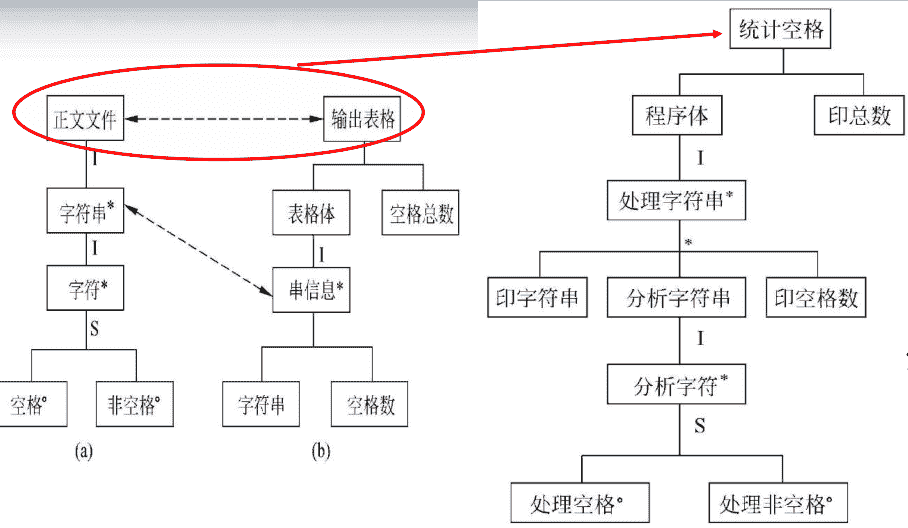 正文文件
I
字符串*
I
字符*
S
空格°
非空格°
(a)
输出表格
表格体
空格总数
I
串信息*
字符串
空格数
(b)
统计空格
程序体
印总数
I
处理字符串*
*
印字符串
分析字符串
印空格数
I
分析字符*
S
处理空格°
处理非空格°